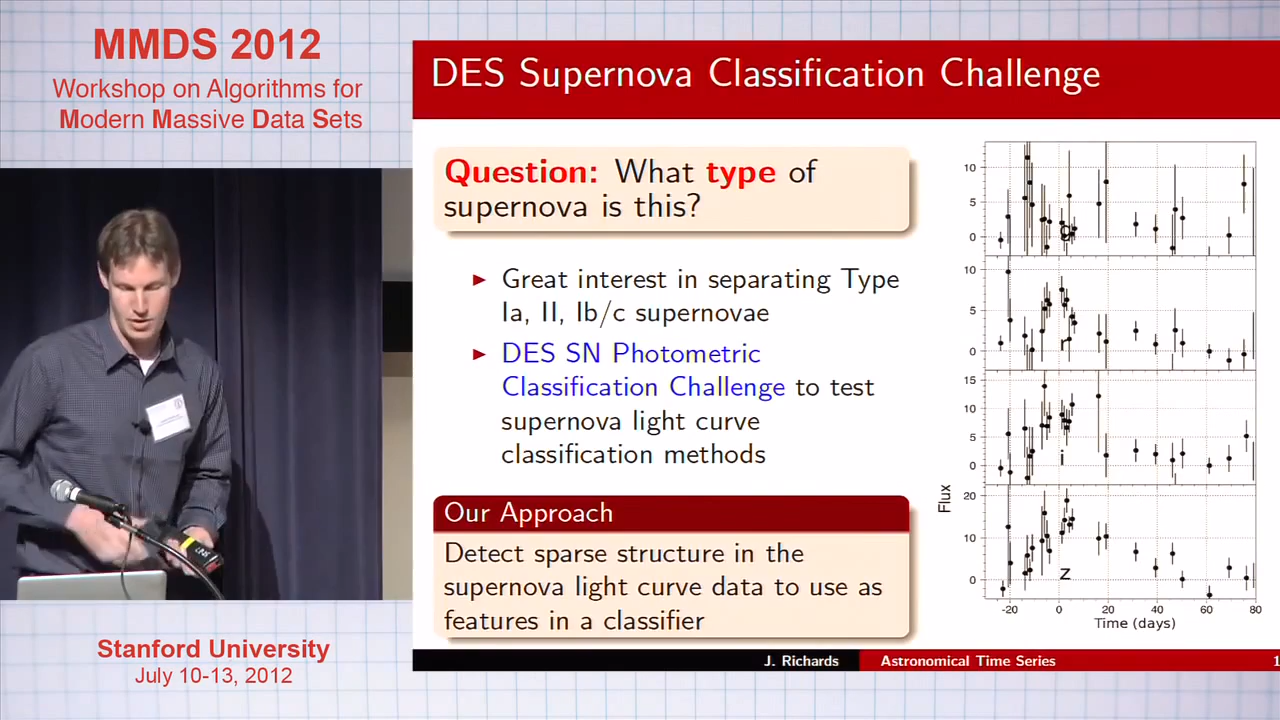 MMDS 2012
Workshop on Algorithms for
Modern Massive Data Sets
DES Supernova Classification Challenge
Question: What type of
supernova is this?
► Great interest in separating Type
Ia, II, Ib/c supernovae
► DES SN Photometric
Classification Challenge to test
supernova light curve
classification methods
Our Approach
Detect sparse structure in the
supernova light curve data to use as
features in a classifier
10
5
0
g
10
5
0
r
15
10
5
0
i
20
10
0
z
Flux
-20 0 20 40 60 80
Time (days)
J. Richards Astronomical Time Series 1
Stanford University
July 10-13, 2012